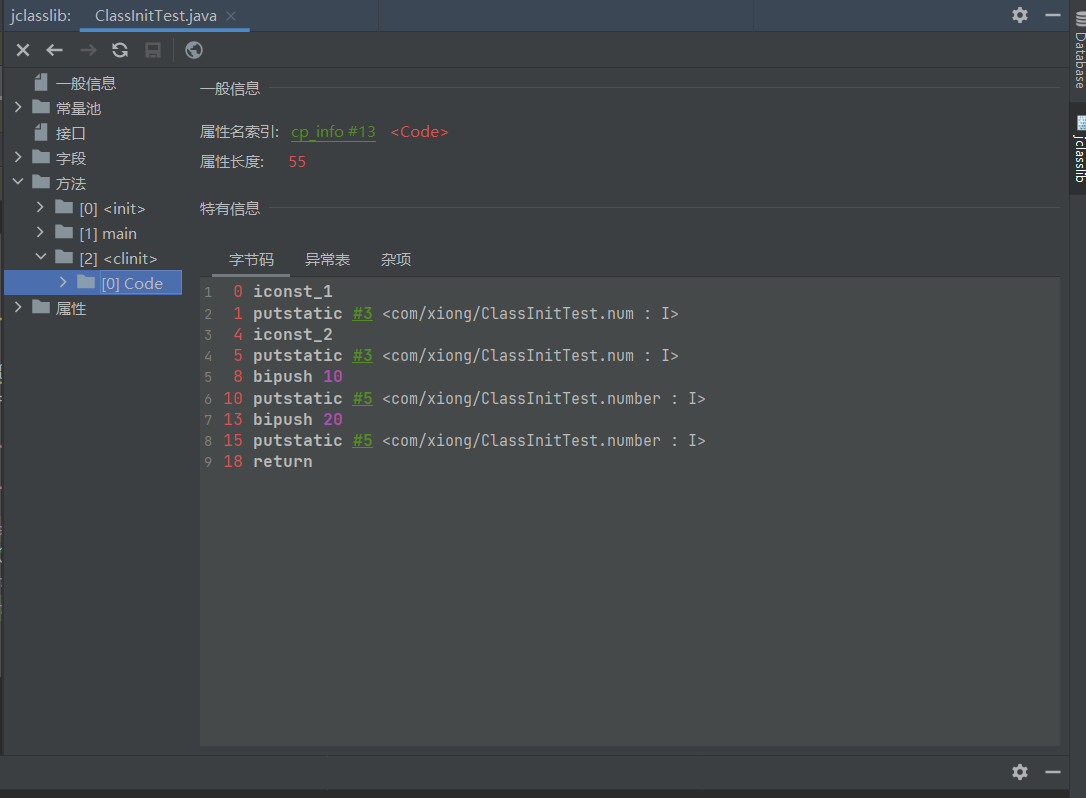 jclasslib: ClassInitTest.java
一般信息
常量池
接口
字段
方法
[0] <init>
[1] main
[2] <clinit>
[0] Code
属性
一般信息
属性名索引: cp_info #13 <Code>
属性长度: 55
特有信息
字节码 异常表 杂项
1 0 iconst_1
2 1 putstatic #3 <com/xiong/ClassInitTest.num : I>
3 4 iconst_2
4 5 putstatic #3 <com/xiong/ClassInitTest.num : I>
5 8 bipush 10
6 10 putstatic #5 <com/xiong/ClassInitTest.number : I>
7 13 bipush 20
8 15 putstatic #5 <com/xiong/ClassInitTest.number : I>
9 18 return
Database
jclasslib